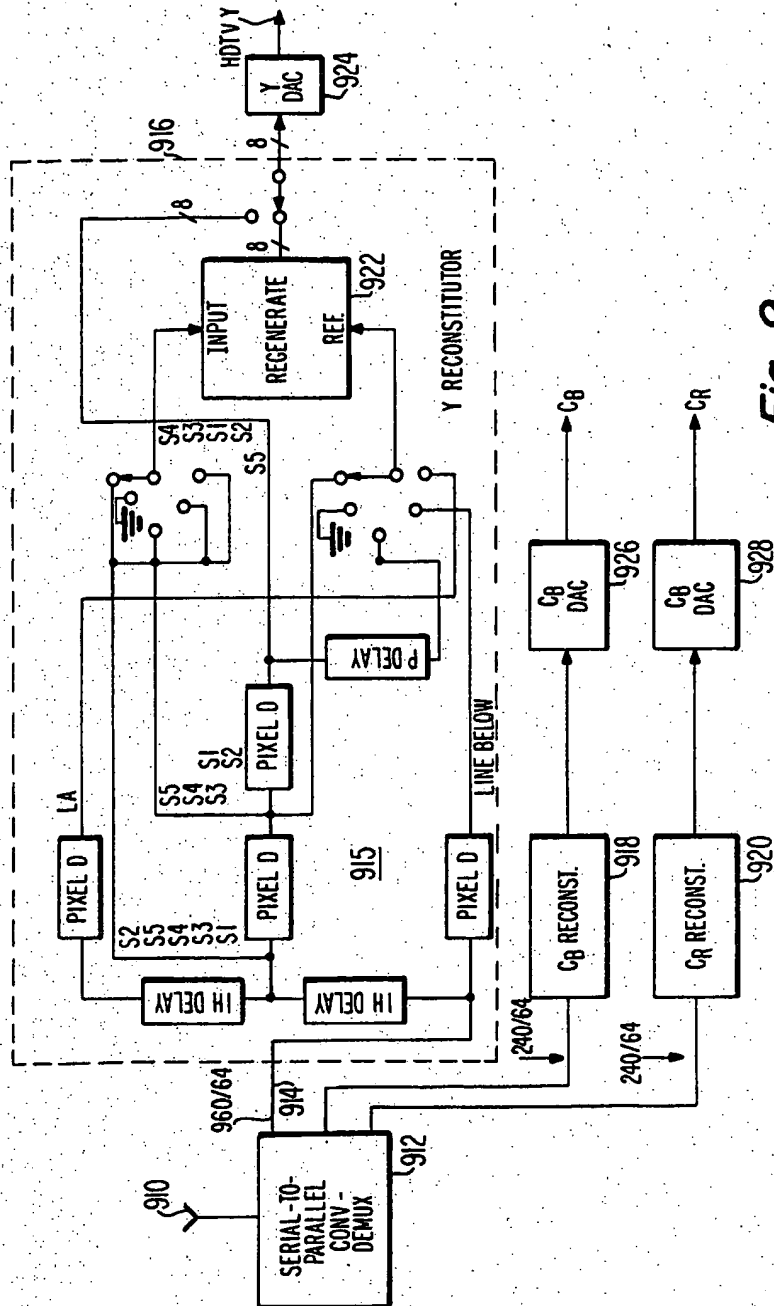 910
SERIAL-TO-
PARALLEL
CONV-
DEMUX
912
960/64
914
240/64
240/64
916
1H DELAY
1H DELAY
S2
S5
S4
S3
S1
PIXEL D
LA
PIXEL D
PIXEL D
915
S5
S4
S3
S1
S2
PIXEL D
P DELAY
LINE BELOW
S4
S3
S1
S2
S5
INPUT
REGENERATE
REF.
922
8
8
8
Y RECONSTITUTOR
Y
DAC
924
HDTV Y
CB RECONST.
918
CB
DAC
926
CB
CR RECONST.
920
CB
DAC
928
CR